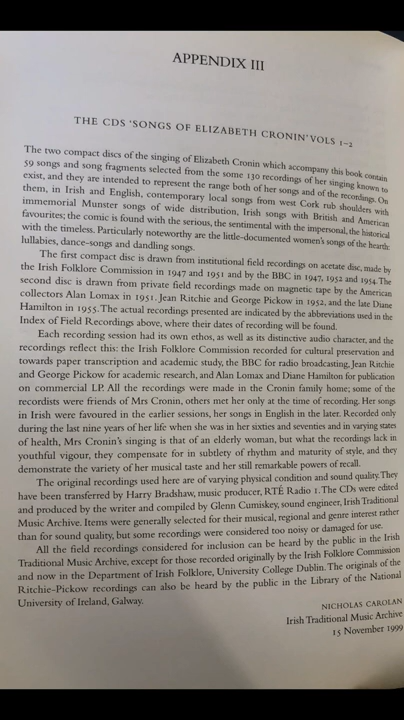 APPENDIX III
THE CDS 'SONGS OF ELIZABETH CRONIN' VOLS 1–2
The two compact discs of the singing of Elizabeth Cronin which accompany this book contain
59 songs and song fragments selected from the some 130 recordings of her singing known to
exist, and they are intended to represent the range both of her songs and of the recordings. On
them, in Irish and English, contemporary local songs from west Cork rub shoulders with
immemorial Munster songs of wide distribution, Irish songs with British and American
favourites; the comic is found with the serious, the sentimental with the impersonal, the historical
with the timeless. Particularly noteworthy are the little-documented women's songs of the hearth:
lullabies, dance-songs and dandling songs.
The first compact disc is drawn from institutional field recordings on acetate disc, made by
the Irish Folklore Commission in 1947 and 1951 and by the BBC in 1947, 1952 and 1954. The
second disc is drawn from private field recordings made on magnetic tape by the American
collectors Alan Lomax in 1951. Jean Ritchie and George Pickow in 1952, and the late Diane
Hamilton in 1955. The actual recordings presented are indicated by the abbreviations used in the
Index of Field Recordings above, where their dates of recording will be found.
Each recording session had its own ethos, as well as its distinctive audio character, and the
recordings reflect this: the Irish Folklore Commission recorded for cultural preservation and
towards paper transcription and academic study, the BBC for radio broadcasting, Jean Ritchie
and George Pickow for academic research, and Alan Lomax and Diane Hamilton for publication
on commercial LP. All the recordings were made in the Cronin family home; some of the
recordists were friends of Mrs Cronin, others met her only at the time of recording. Her songs
in Irish were favoured in the earlier sessions, her songs in English in the later. Recorded only
during the last nine years of her life when she was in her sixties and seventies and in varying states
of health, Mrs Cronin's singing is that of an elderly woman, but what the recordings lack in
youthful vigour, they compensate for in subtlety of rhythm and maturity of style, and they
demonstrate the variety of her musical taste and her still remarkable powers of recall.
The original recordings used here are of varying physical condition and sound quality. They
have been transferred by Harry Bradshaw, music producer, RTÉ Radio 1. The CDs were edited
and produced by the writer and compiled by Glenn Cumiskey, sound engineer, Irish Traditional
Music Archive. Items were generally selected for their musical, regional and genre interest rather
than for sound quality, but some recordings were considered too noisy or damaged for use.
All the field recordings considered for inclusion can be heard by the public in the Irish
Traditional Music Archive, except for those recorded originally by the Irish Folklore Commission
and now in the Department of Irish Folklore, University College Dublin. The originals of the
Ritchie–Pickow recordings can also be heard by the public in the Library of the National
University of Ireland, Galway.
NICHOLAS CAROLAN
Irish Traditional Music Archive
15 November 1999